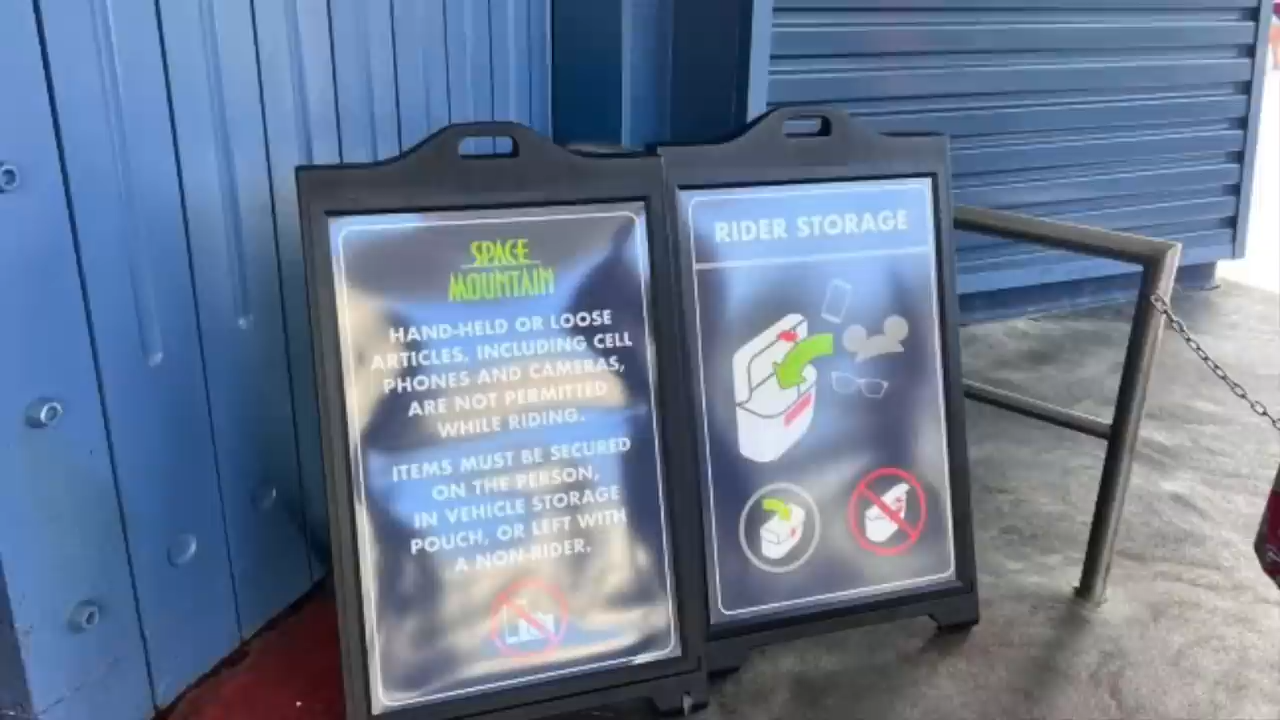 SPACE
MOUNTAIN
HAND-HELD OR LOOSE
ARTICLES, INCLUDING CELL
PHONES AND CAMERAS,
ARE NOT PERMITTED
WHILE RIDING.
ITEMS MUST BE SECURED
ON THE PERSON,
IN VEHICLE STORAGE
POUCH, OR LEFT WITH
A NON-RIDER.
RIDER STORAGE